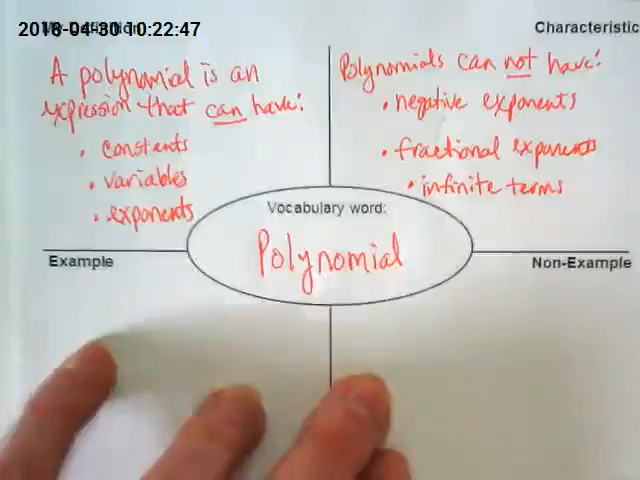 2018-04-30 10:22:47
Characteristic
A polynomial is an
expression that can have:
• constants
• variables
• exponents
Polynomials can not have:
• negative exponents
• fractional exponents
• infinite terms
Vocabulary word:
Polynomial
Example
Non-Example